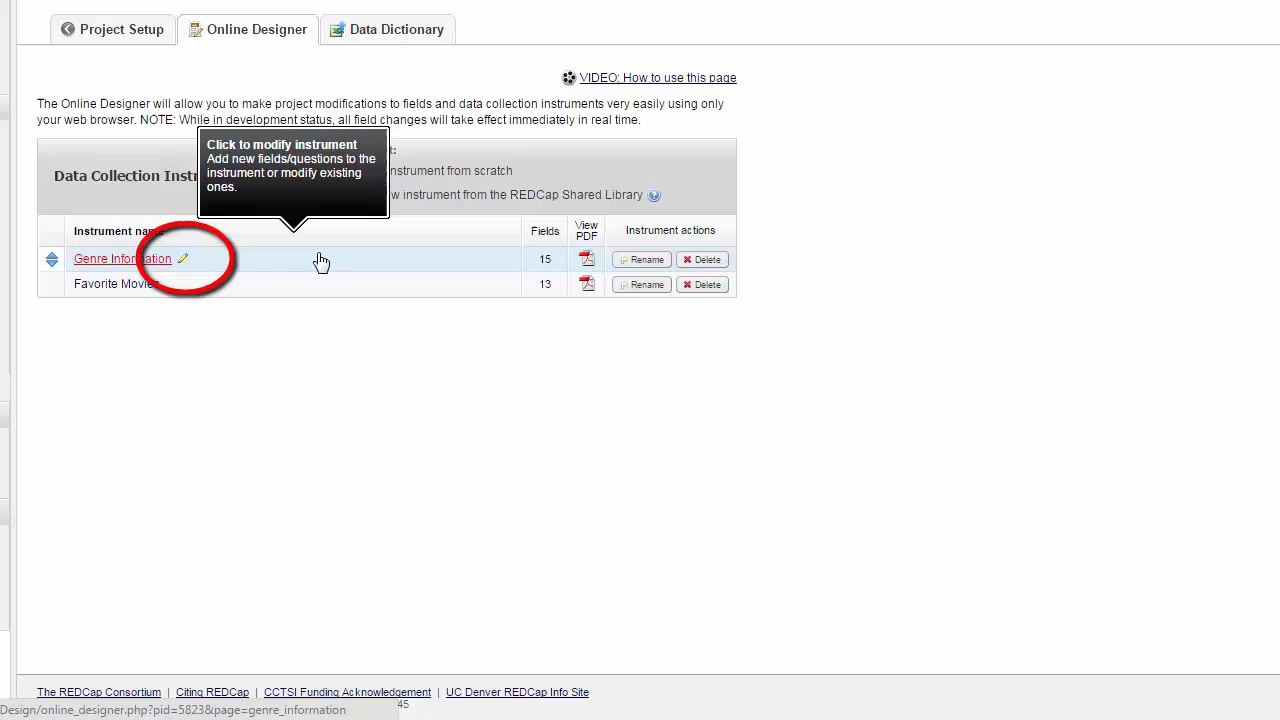 Project Setup
Online Designer
Data Dictionary
VIDEO: How to use this page
The Online Designer will allow you to make project modifications to fields and data collection instruments very easily using only
your web browser. NOTE: While in development status, all field changes will take effect immediately in real time.
Click to modify instrument
Add new fields/questions to the
instrument or modify existing
ones.
t:
Data Collection Instr
nstrument from scratch
w instrument from the REDCap Shared Library
Instrument name
Fields
View
PDF
Instrument actions
Genre Information
15
Rename
Delete
Favorite Movies
13
Rename
Delete
The REDCap Consortium | Citing REDCap | CCTSI Funding Acknowledgement | UC Denver REDCap Info Site
45
Design/online_designer.php?pid=5823&page=genre_information